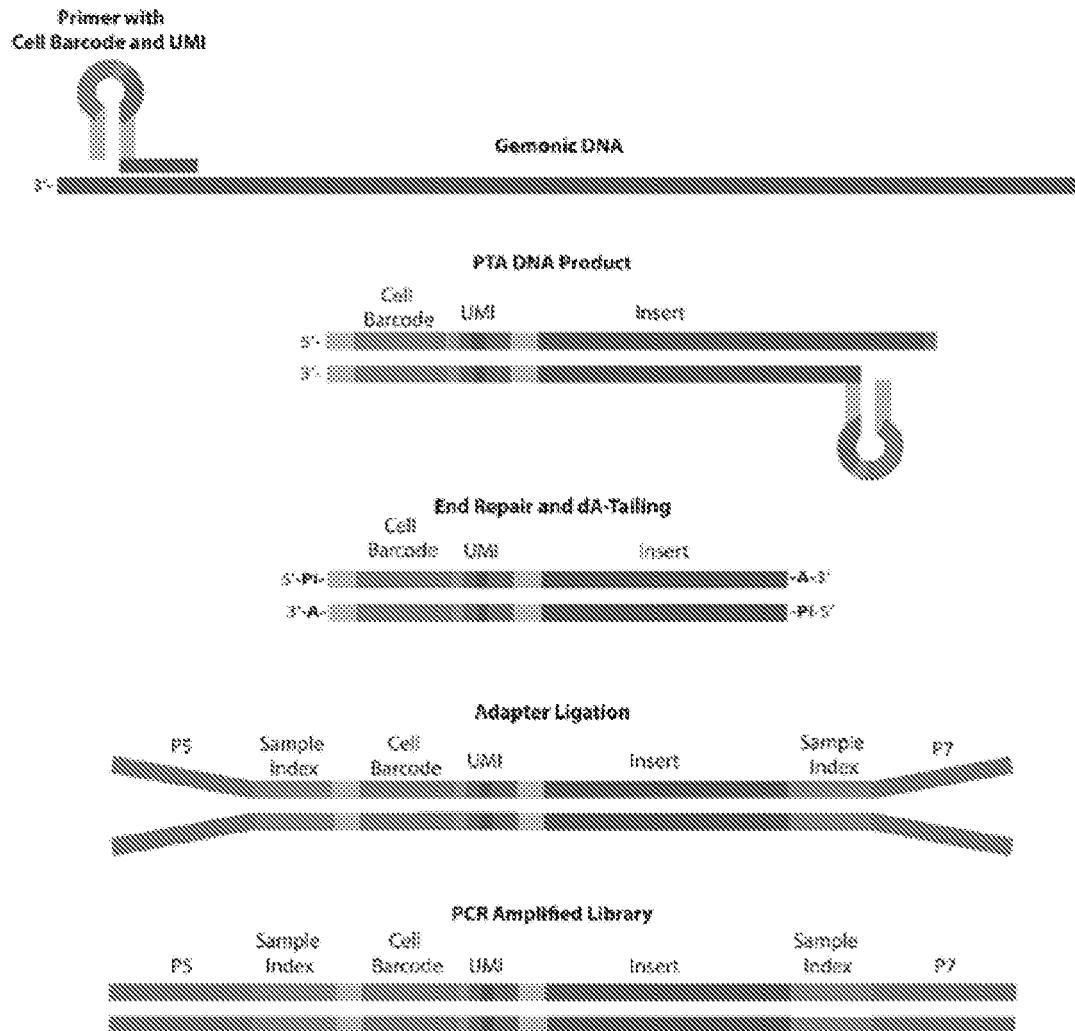 Primer with
Cell Barcode and UMI
Gemonic DNA
3'-
PTA DNA Product
Cell
Barcode UMI Insert
5'-
3'-
End Repair and dA-Tailing
Cell
Barcode UMI Insert
5'-Pi- -A-3'
3'-A- -Pi-5'
Adapter Ligation
P5 Sample Cell UMI Insert Sample P7
Index Barcode Index
PCR Amplified Library
Sample Cell Sample
P5 Index Barcode UMI Insert Index P7